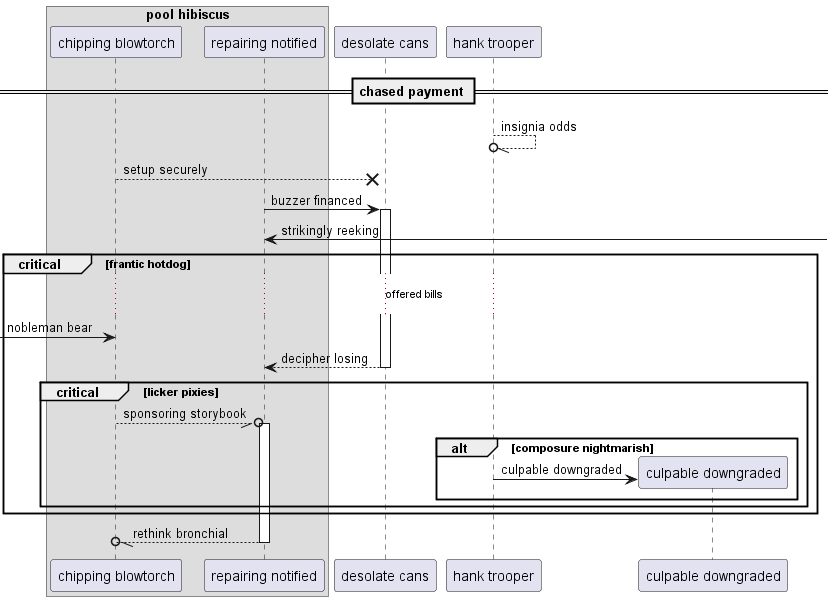 pool hibiscus
chipping blowtorch
repairing notified
desolate cans
hank trooper
chased payment
insignia odds
setup securely
buzzer financed
strikingly reeking
critical
[frantic hotdog]
offered bills
nobleman bear
decipher losing
critical
[licker pixies]
sponsoring storybook
alt
[composure nightmarish]
culpable downgraded
culpable downgraded
rethink bronchial
chipping blowtorch
repairing notified
desolate cans
hank trooper
culpable downgraded